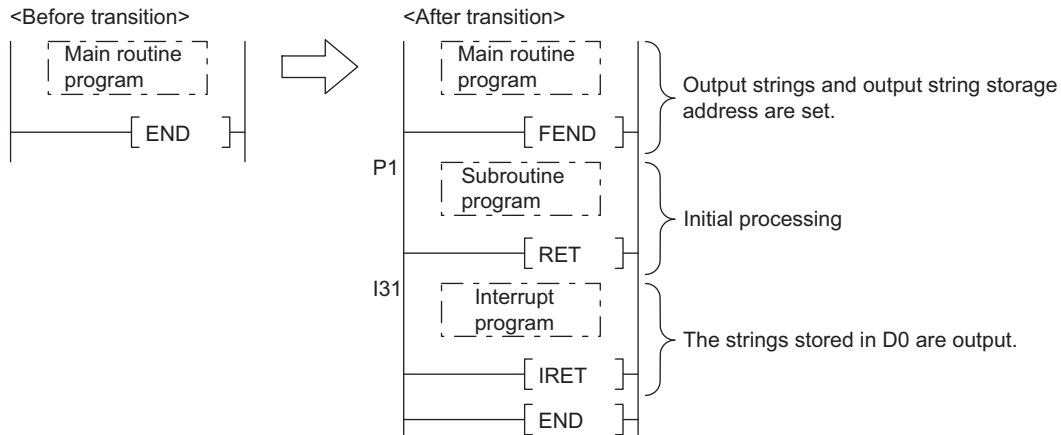 <Before transition>
Main routine
program
END
<After transition>
Main routine
program
FEND
Output strings and output string storage
address are set.
P1
Subroutine
program
RET
Initial processing
I31
Interrupt
program
IRET
The strings stored in D0 are output.
END